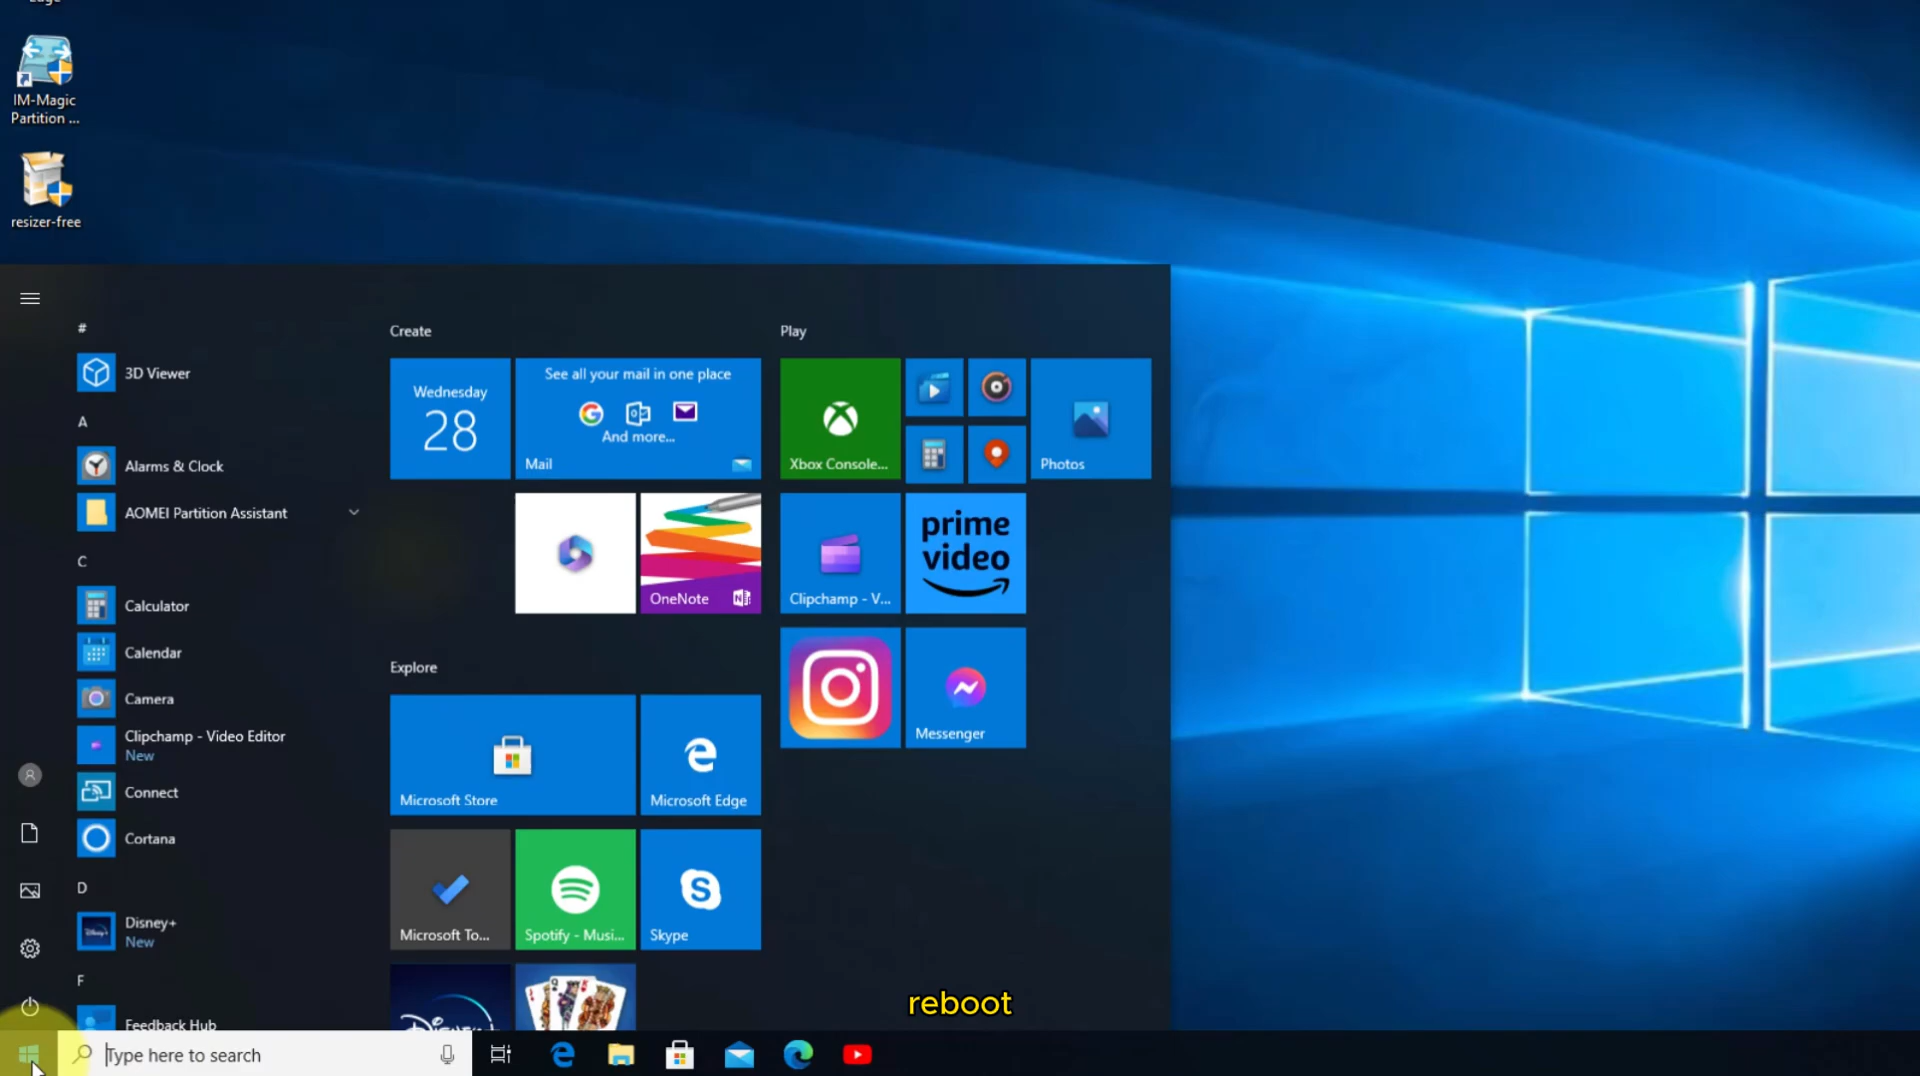 Edge
IM-Magic
Partition ...
resizer-free
#
3D Viewer
A
Alarms & Clock
AOMEI Partition Assistant
C
Calculator
Calendar
Camera
Clipchamp - Video Editor
New
Connect
Cortana
D
Disney+
New
F
Feedback Hub
Create
Wednesday
28
See all your mail in one place
And more...
Mail
OneNote
Explore
Microsoft Store
Microsoft Edge
Microsoft To...
Spotify - Musi...
Skype
Disney
Play
Xbox Console...
Photos
Clipchamp - V...
prime
video
Messenger
reboot
Type here to search